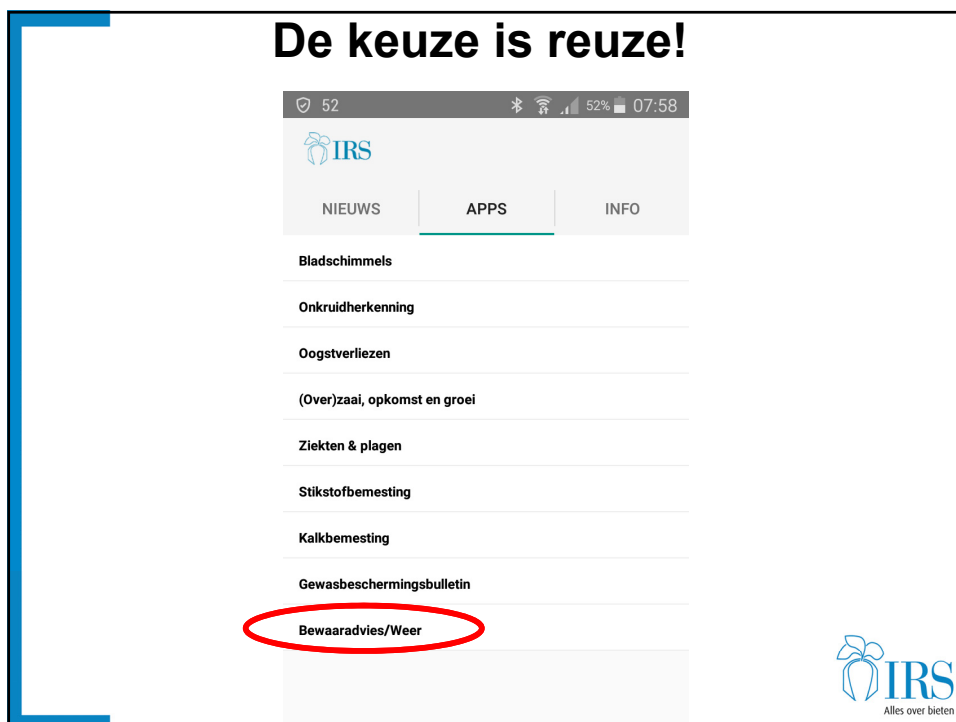 De keuze is reuze!
52 52% 07:58
IRS
NIEUWS APPS INFO
Bladschimmels
Onkruidherkenning
Oogstverliezen
(Over)zaai, opkomst en groei
Ziekten & plagen
Stikstofbemesting
Kalkbemesting
Gewasbeschermingsbulletin
Bewaaradvies/Weer
IRS
Alles over bieten